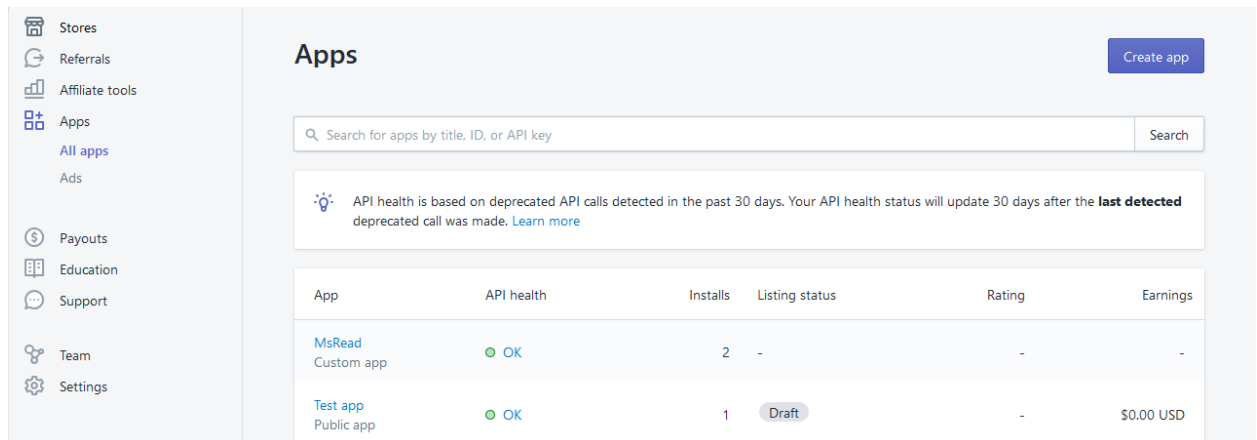 Stores
Referrals
Affiliate tools
Apps
All apps
Ads
Payouts
Education
Support
Team
Settings
Apps
Create app
Search for apps by title, ID, or API key
Search
API health is based on deprecated API calls detected in the past 30 days. Your API health status will update 30 days after the last detected
deprecated call was made. Learn more
App API health Installs Listing status Rating Earnings
MsRead
Custom app
OK 2 - - -
Test app
Public app
OK 1 Draft - $0.00 USD